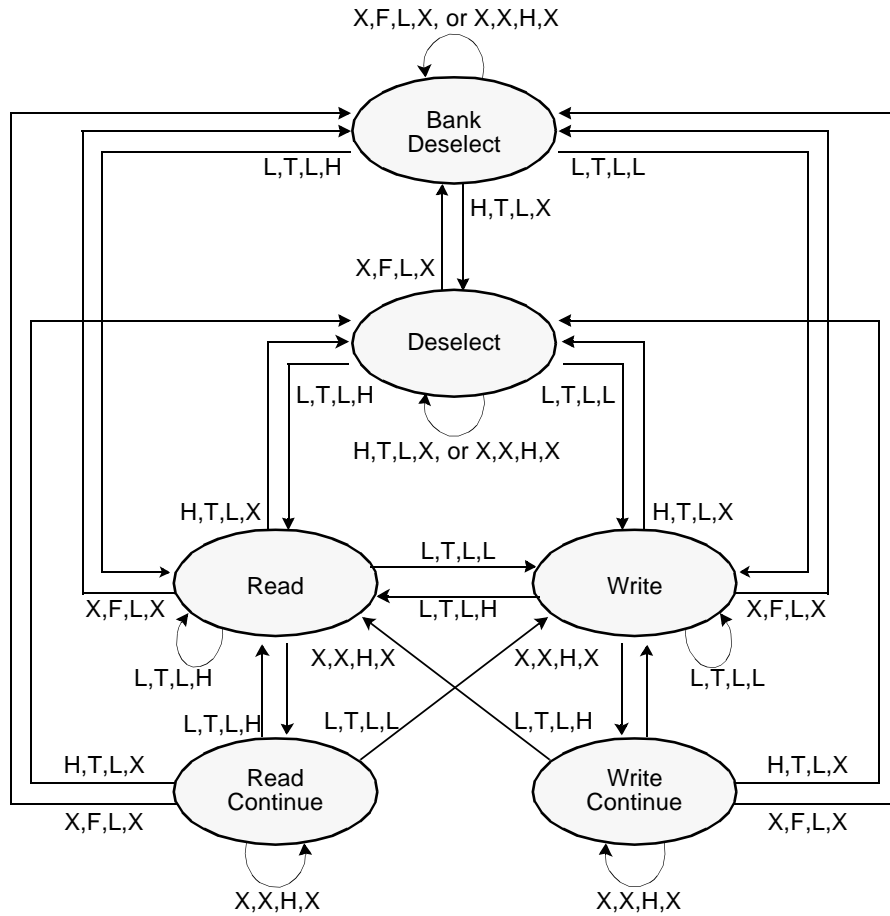 X,F,L,X, or X,X,H,X
Bank
Deselect
L,T,L,H
L,T,L,L
H,T,L,X
X,F,L,X
Deselect
L,T,L,H
L,T,L,L
H,T,L,X, or X,X,H,X
H,T,L,X
H,T,L,X
L,T,L,L
Read
Write
X,F,L,X
L,T,L,H
X,F,L,X
L,T,L,H
X,X,H,X
X,X,H,X
L,T,L,L
L,T,L,H
L,T,L,L
L,T,L,H
H,T,L,X
Read
Continue
Write
Continue
H,T,L,X
X,F,L,X
X,F,L,X
X,X,H,X
X,X,H,X